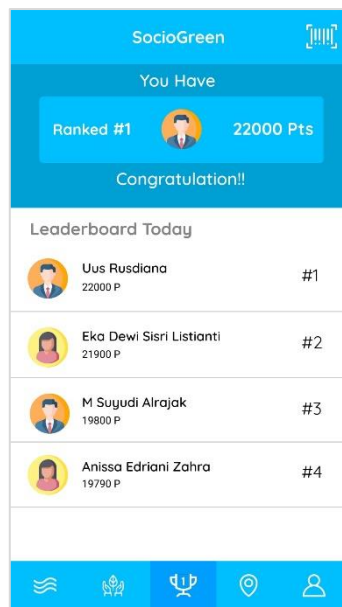 SocioGreen
You Have
Ranked #1
22000 Pts
Congratulation!!
Leaderboard Today
Uus Rusdiana
22000 P
#1
Eka Dewi Sisri Listianti
21900 P
#2
M Suyudi Alrajak
19800 P
#3
Anissa Edriani Zahra
19790 P
#4
1